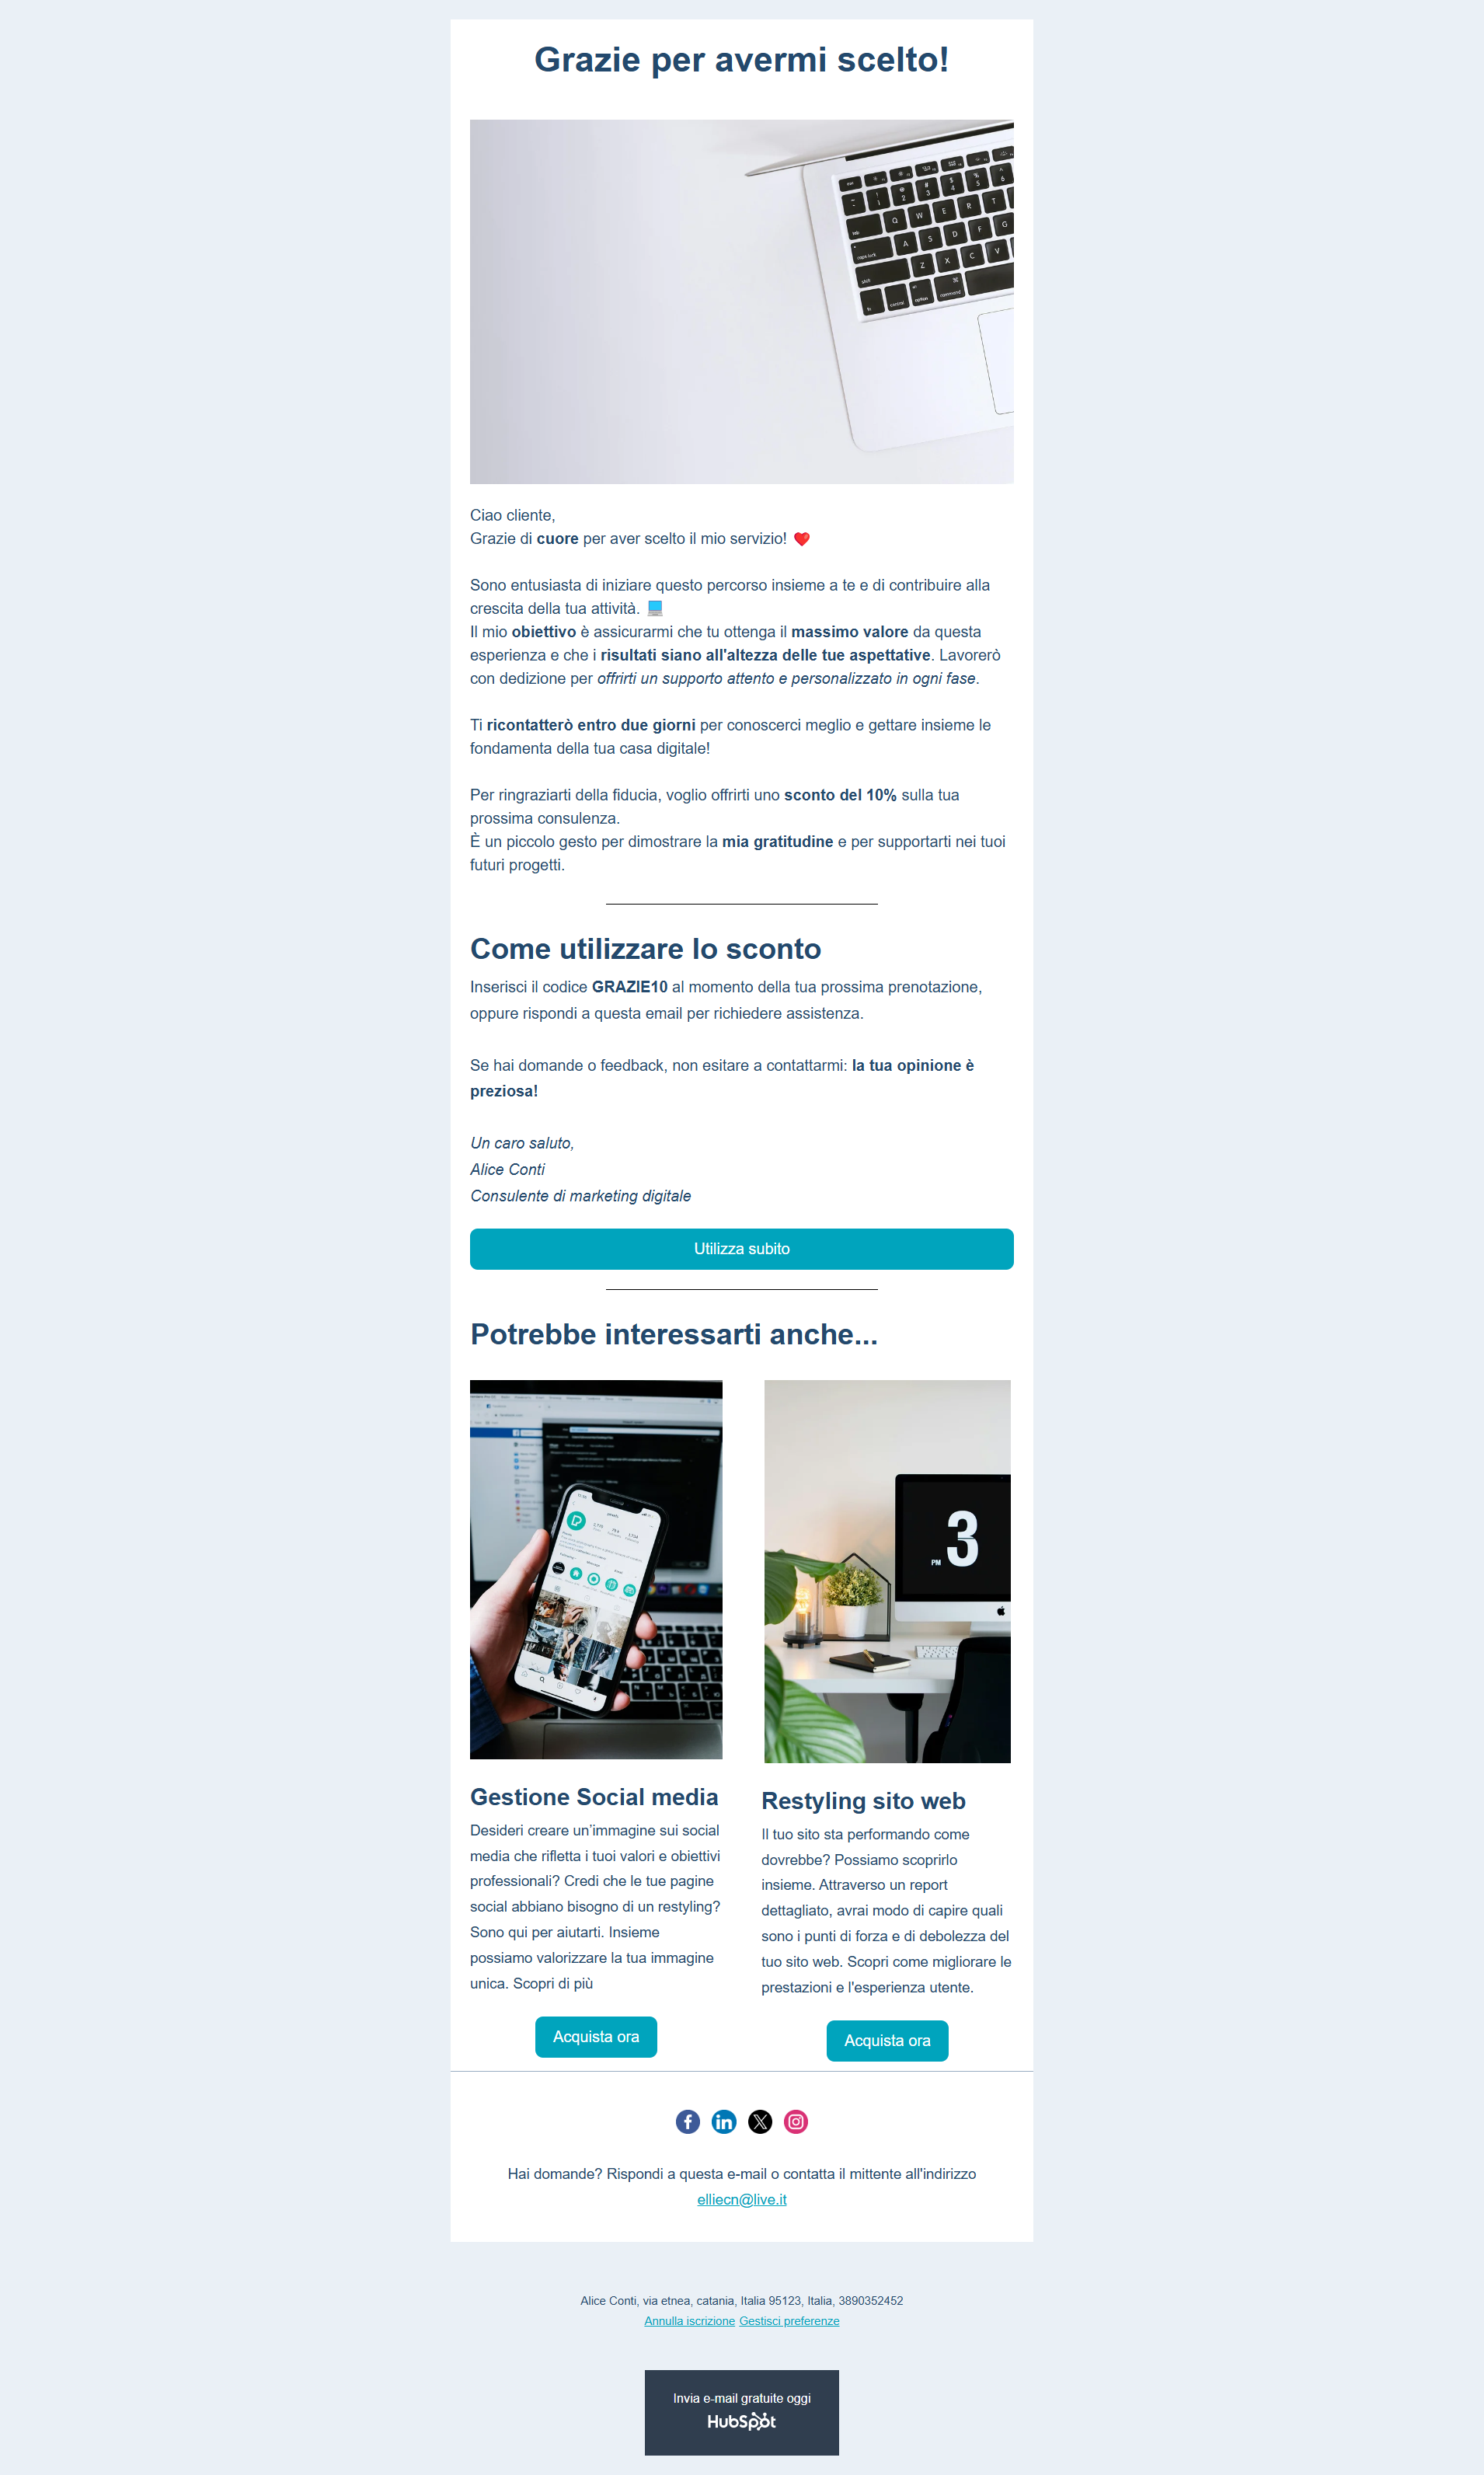 Grazie per avermi scelto!
Ciao cliente,
Grazie di cuore per aver scelto il mio servizio! ❤️
Sono entusiasta di iniziare questo percorso insieme a te e di contribuire alla
crescita della tua attività. 💻
Il mio obiettivo è assicurarmi che tu ottenga il massimo valore da questa
esperienza e che i risultati siano all'altezza delle tue aspettative. Lavorerò
con dedizione per offrirti un supporto attento e personalizzato in ogni fase.
Ti ricontatterò entro due giorni per conoscerci meglio e gettare insieme le
fondamenta della tua casa digitale!
Per ringraziarti della fiducia, voglio offrirti uno sconto del 10% sulla tua
prossima consulenza.
È un piccolo gesto per dimostrare la mia gratitudine e per supportarti nei tuoi
futuri progetti.
Come utilizzare lo sconto
Inserisci il codice GRAZIE10 al momento della tua prossima prenotazione,
oppure rispondi a questa email per richiedere assistenza.
Se hai domande o feedback, non esitare a contattarmi: la tua opinione è
preziosa!
Un caro saluto,
Alice Conti
Consulente di marketing digitale
Utilizza subito
Potrebbe interessarti anche...
PM 3
Gestione Social media
Desideri creare un’immagine sui social
media che rifletta i tuoi valori e obiettivi
professionali? Credi che le tue pagine
social abbiano bisogno di un restyling?
Sono qui per aiutarti. Insieme
possiamo valorizzare la tua immagine
unica. Scopri di più
Acquista ora
Restyling sito web
Il tuo sito sta performando come
dovrebbe? Possiamo scoprirlo
insieme. Attraverso un report
dettagliato, avrai modo di capire quali
sono i punti di forza e di debolezza del
tuo sito web. Scopri come migliorare le
prestazioni e l'esperienza utente.
Acquista ora
Hai domande? Rispondi a questa e-mail o contatta il mittente all'indirizzo
elliecn@live.it
Alice Conti, via etnea, catania, Italia 95123, Italia, 3890352452
Annulla iscrizione Gestisci preferenze
Invia e-mail gratuite oggi
HubSpot